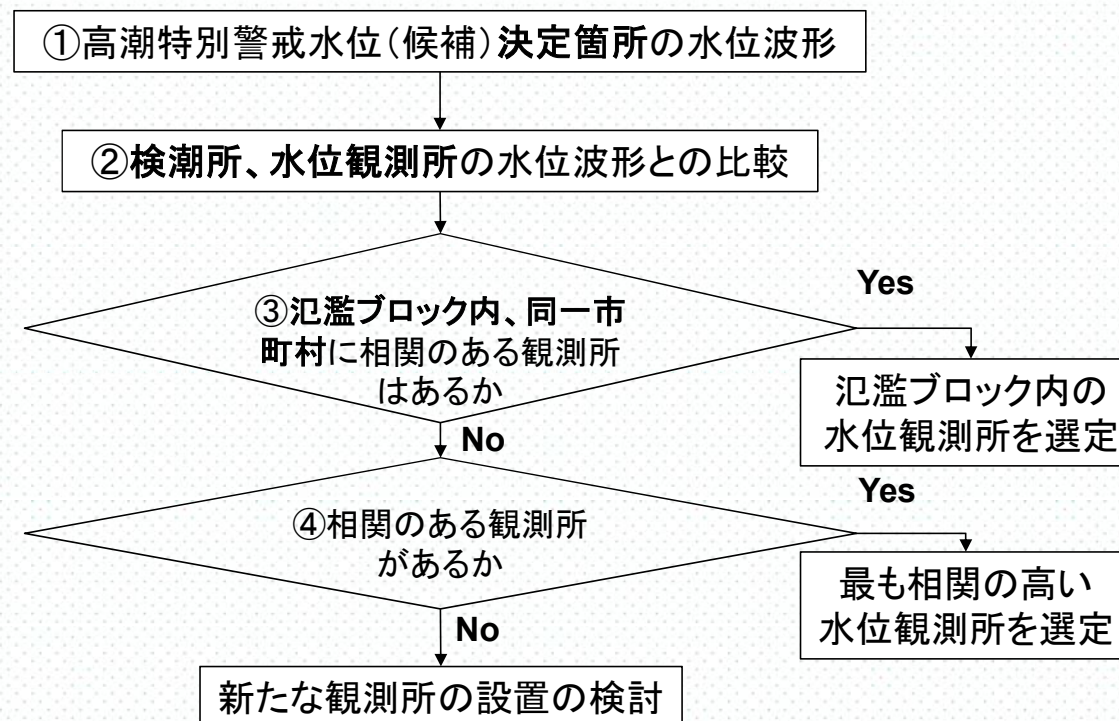 ①高潮特別警戒水位(候補)決定箇所の水位波形
②検潮所、水位観測所の水位波形との比較
③氾濫ブロック内、同一市
町村に相関のある観測所
はあるか
Yes
氾濫ブロック内の
水位観測所を選定
No
④相関のある観測所
があるか
Yes
最も相関の高い
水位観測所を選定
No
新たな観測所の設置の検討